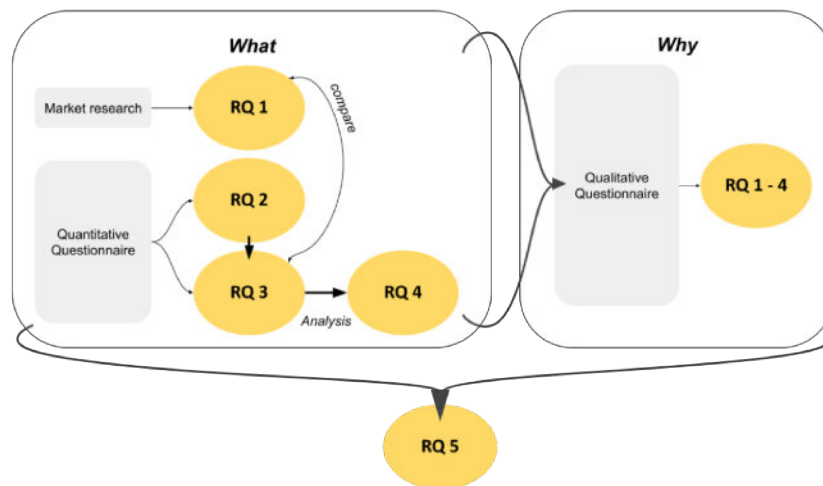 What
Why
Market research
RQ 1
compare
Quantitative
Questionnaire
RQ 2
RQ 3
Analysis
RQ 4
Qualitative
Questionnaire
RQ 1 - 4
RQ 5